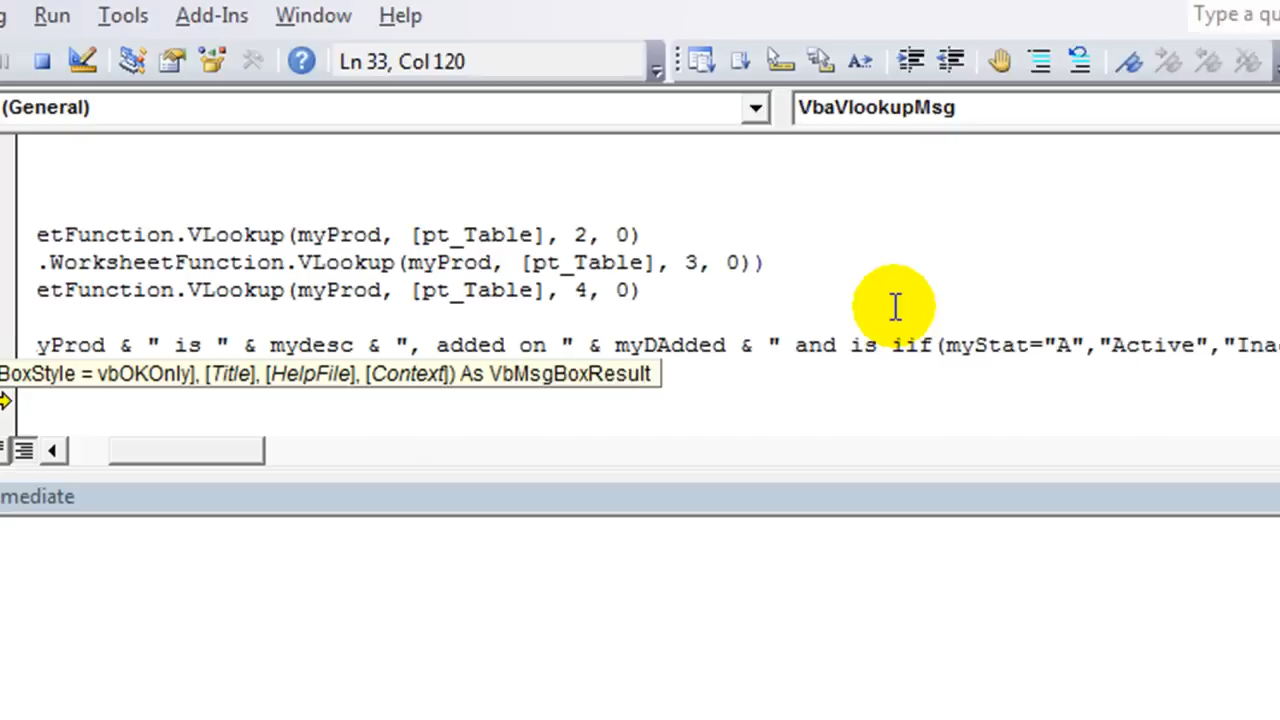 g Run Tools Add-Ins Window Help Type a qu
Ln 33, Col 120
(General) VbaVlookupMsg
etFunction.VLookup(myProd, [pt_Table], 2, 0)
.WorksheetFunction.VLookup(myProd, [pt_Table], 3, 0))
etFunction.VLookup(myProd, [pt_Table], 4, 0)
yProd & " is " & mydesc & ", added on " & myDAdded & " and is iif(myStat="A","Active","Ina
BoxStyle = vbOKOnly], [Title], [HelpFile], [Context]) As VbMsgBoxResult
mediate